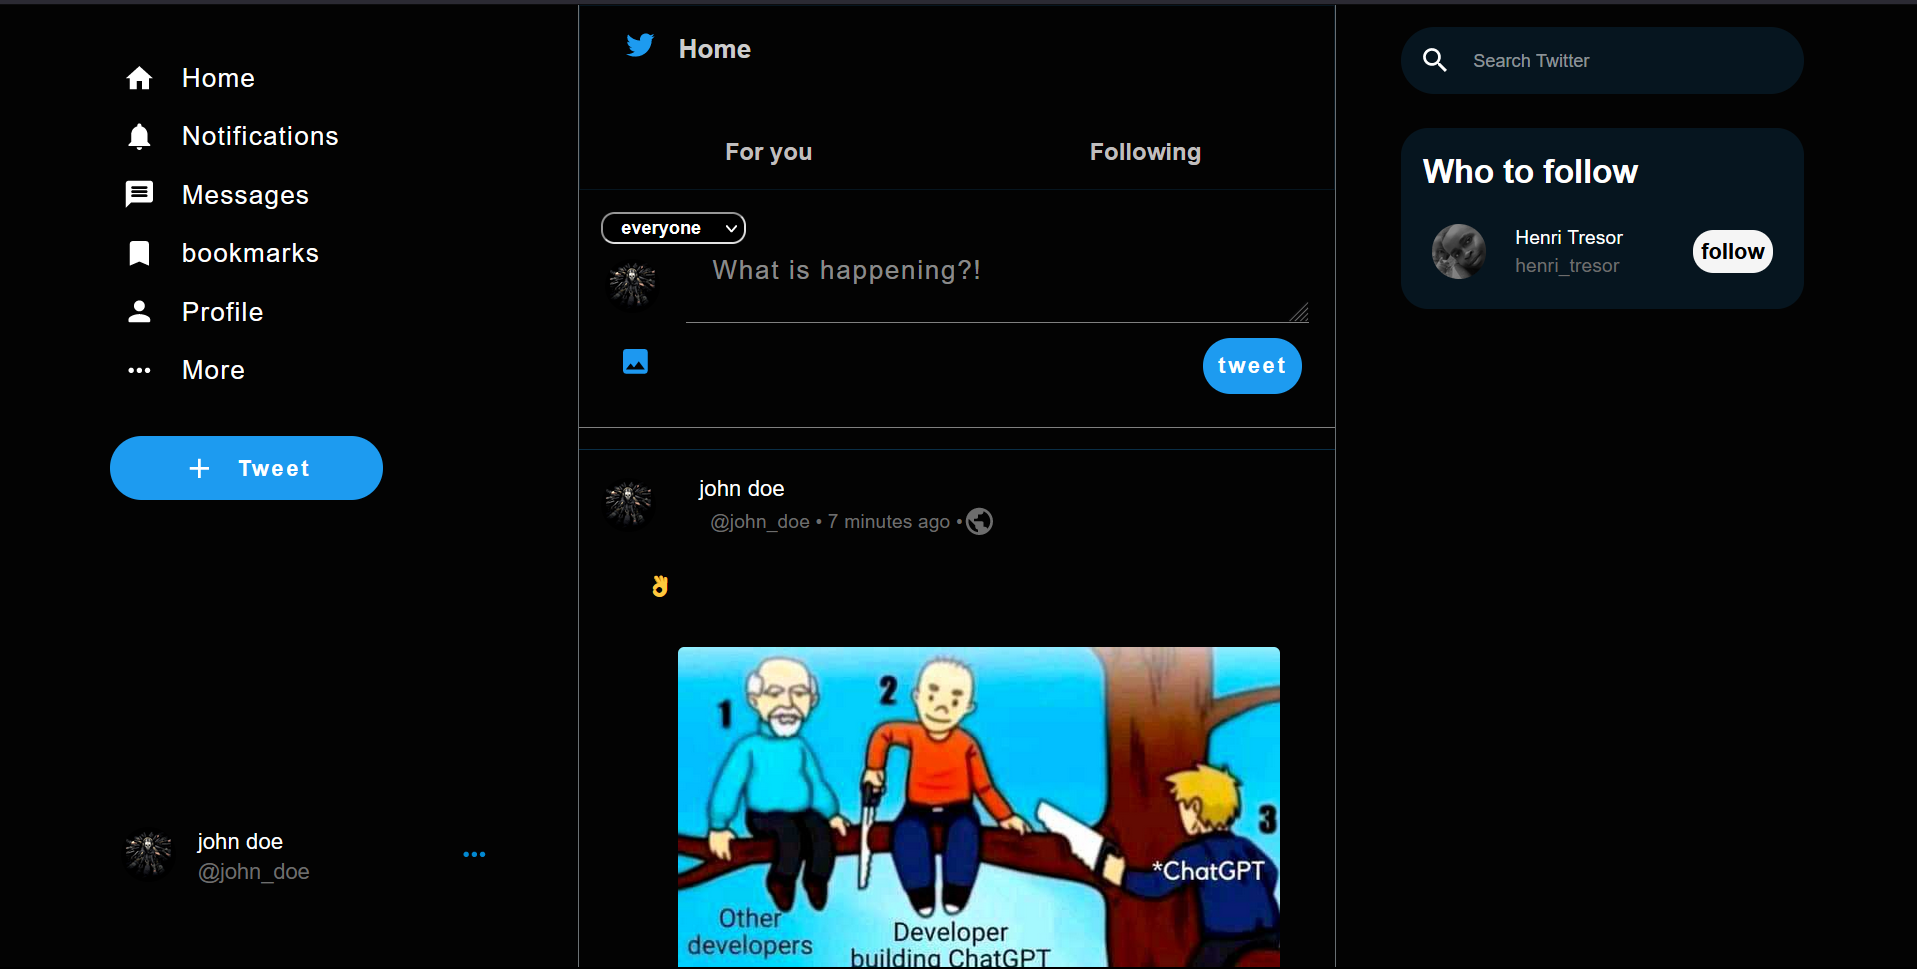 Home
Notifications
Messages
bookmarks
Profile
More
+ Tweet
john doe
@john_doe
Home
For you
Following
everyone
What is happening?!
tweet
john doe
@john_doe • 7 minutes ago •
👌
1
2
3
*ChatGPT
Other
developers
Developer
building ChatGPT
Search Twitter
Who to follow
Henri Tresor
henri_tresor
follow